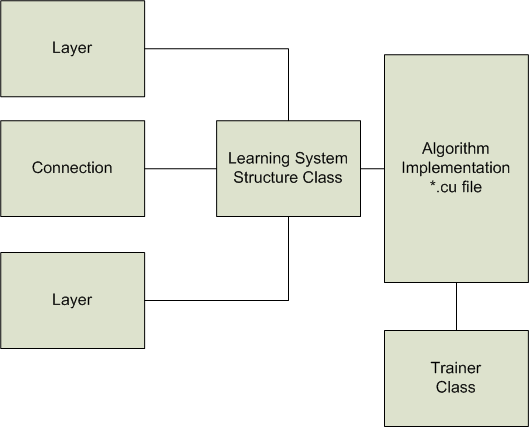 Layer
Connection
Layer
Learning System
Structure Class
Algorithm
Implementation
*.cu file
Trainer
Class